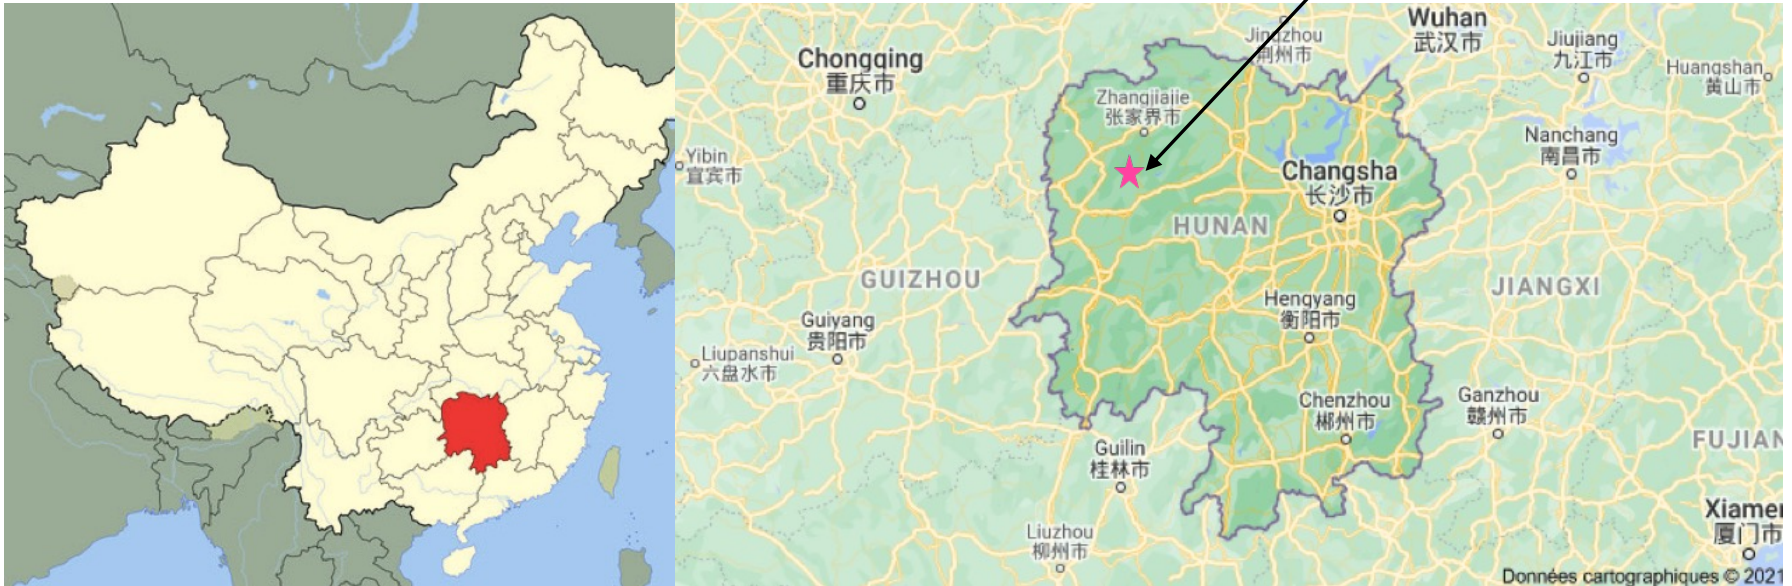 Wuhan
武汉市
Jingzhou
荆州市
Jiujiang
九江市
Chongqing
重庆市
Huangshan
黄山市
Zhangjiajie
张家界市
Nanchang
南昌市
Yibin
宜宾市
Changsha
长沙市
HUNAN
GUIZHOU
JIANGXI
Hengyang
衡阳市
Guiyang
贵阳市
Liupanshui
六盘水市
Chenzhou
郴州市
Ganzhou
赣州市
Guilin
桂林市
FUJIAN
Xiamen
厦门市
Liuzhou
柳州市
Données cartographiques © 2021